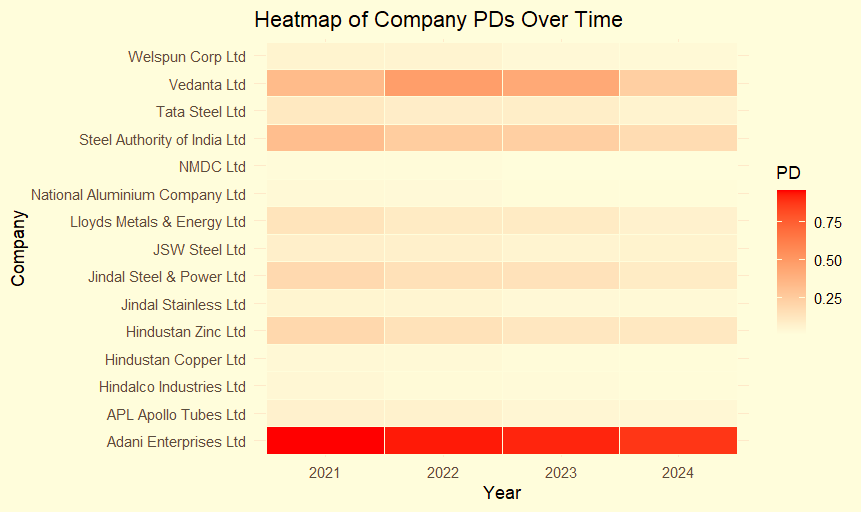 Heatmap of Company PDs Over Time
Company
Welspun Corp Ltd
Vedanta Ltd
Tata Steel Ltd
Steel Authority of India Ltd
NMDC Ltd
National Aluminium Company Ltd
Lloyds Metals & Energy Ltd
JSW Steel Ltd
Jindal Steel & Power Ltd
Jindal Stainless Ltd
Hindustan Zinc Ltd
Hindustan Copper Ltd
Hindalco Industries Ltd
APL Apollo Tubes Ltd
Adani Enterprises Ltd
2021 2022 2023 2024
Year
PD
0.75
0.50
0.25